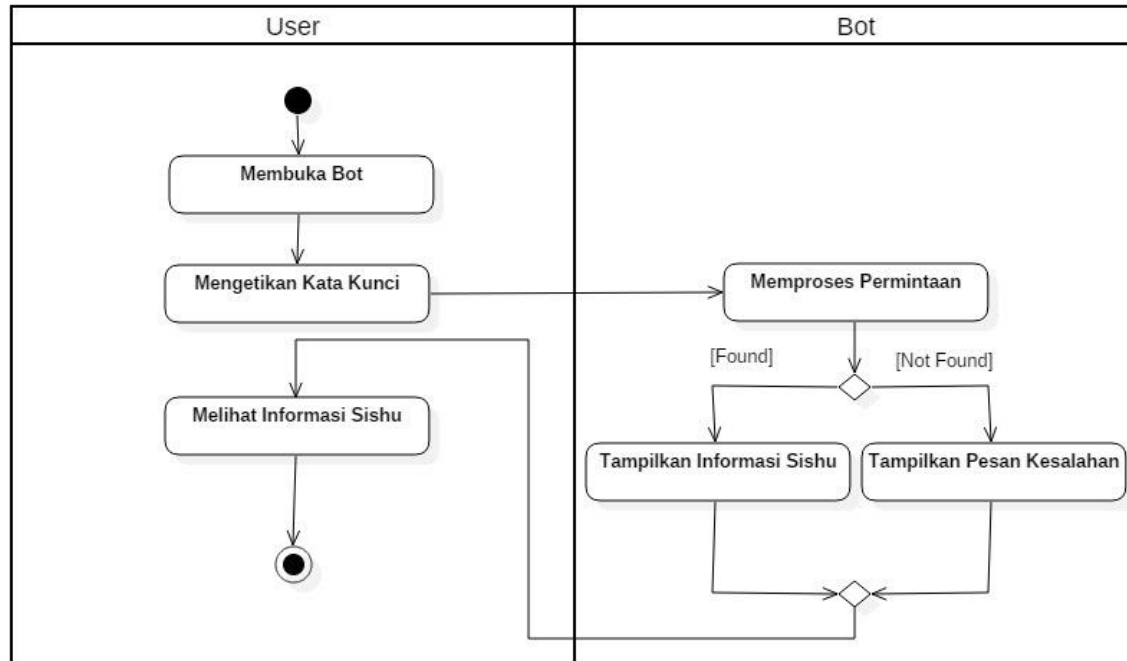 User
Bot
Membuka Bot
Mengetikan Kata Kunci
Memproses Permintaan
[Found]
[Not Found]
Melihat Informasi Sishu
Tampilkan Informasi Sishu
Tampilkan Pesan Kesalahan